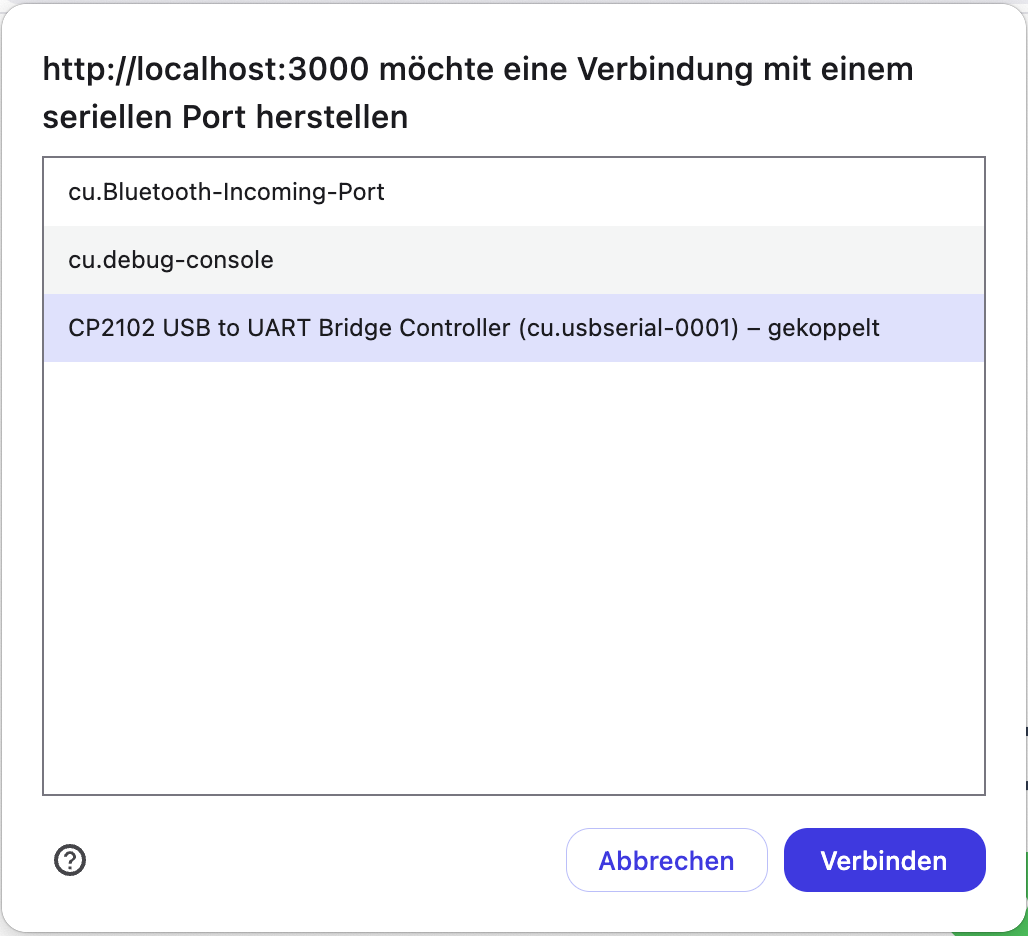 http://localhost:3000 möchte eine Verbindung mit einem
seriellen Port herstellen
cu.Bluetooth-Incoming-Port
cu.debug-console
CP2102 USB to UART Bridge Controller (cu.usbserial-0001) – gekoppelt
?
Abbrechen
Verbinden